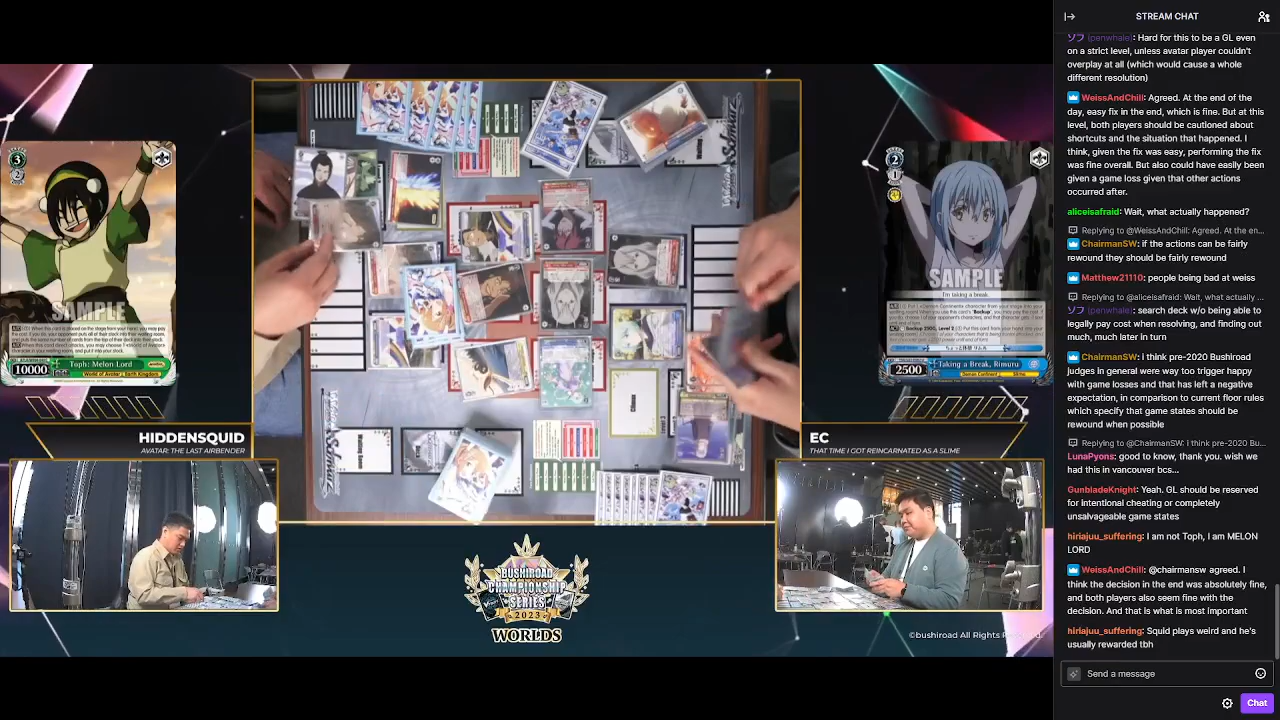 SAMPLE
10000
Toph: Melon Lord
World of Avatar
Earth Kingdom
HIDDENSQUID
AVATAR: THE LAST AIRBENDER
Climax
Level 3
SAMPLE
I'm taking a break.
2500
Taking a Break, Rimuru
EC
THAT TIME I GOT REINCARNATED AS A SLIME
BUSHIROAD
CHAMPIONSHIP
SERIES
2023
WORLDS
©bushiroad All Rights
STREAM CHAT
ソラ (penwhale): Hard for this to be a GL even
on a strict level, unless avatar player couldn't
overplay at all (which would cause a whole
different resolution)
WeissAndChili: Agreed. At the end of the
day, easy fix in the end, which is fine. But at this
level, both players should be cautioned about
shortcuts and the situation that happened. I
think, given the fix was easy, performing the fix
was fine overall. But also could have easily been
given a game loss given that other actions
occurred after.
aliceisafraid: Wait, what actually happened?
Replying to @WeissAndChili: Agreed. At the en...
ChairmanSW: if the actions can be fairly
rewound they should be fairly rewound
Matthew21110: people being bad at weiss
Replying to @aliceisafraid: Wait, what actually ...
(penwhale): search deck w/o being able to
legally pay cost when resolving, and finding out
much, much later in turn
ChairmanSW: i think pre-2020 Bushiroad
judges in general were way too trigger happy
with game losses and that has left a negative
expectation, in comparison to current floor rules
which specify that game states should be
rewound when possible
Replying to @ChairmanSW: I think pre-2020 Bu...
LunaPyons: good to know, thank you. wish we
had this in vancouver bcs...
GunbladeKnight: Yeah, GL should be reserved
for intentional cheating or completely
unsalvageable game states
hiriajuu_suffering: I am not Toph, I am MELON
LORD
WeissAndChili: @chairmansw agreed. I
think the decision in the end was absolutely fine,
and both players also seem fine with the
decision. And that is what is most important
hiriajuu_suffering: Squid plays weird and he's
usually rewarded tbh
Send a message
Chat